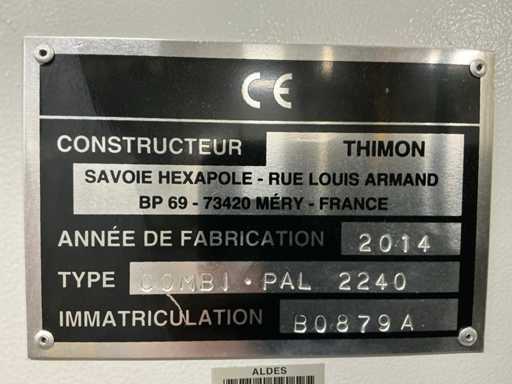 CE
CONSTRUCTEUR THIMON
SAVOIE HEXAPOLE - RUE LOUIS ARMAND
BP 69 - 73420 MÉRY - FRANCE
ANNÉE DE FABRICATION 2014
TYPE COMBI • PAL 2240
IMMATRICULATION B0879A
ALDES